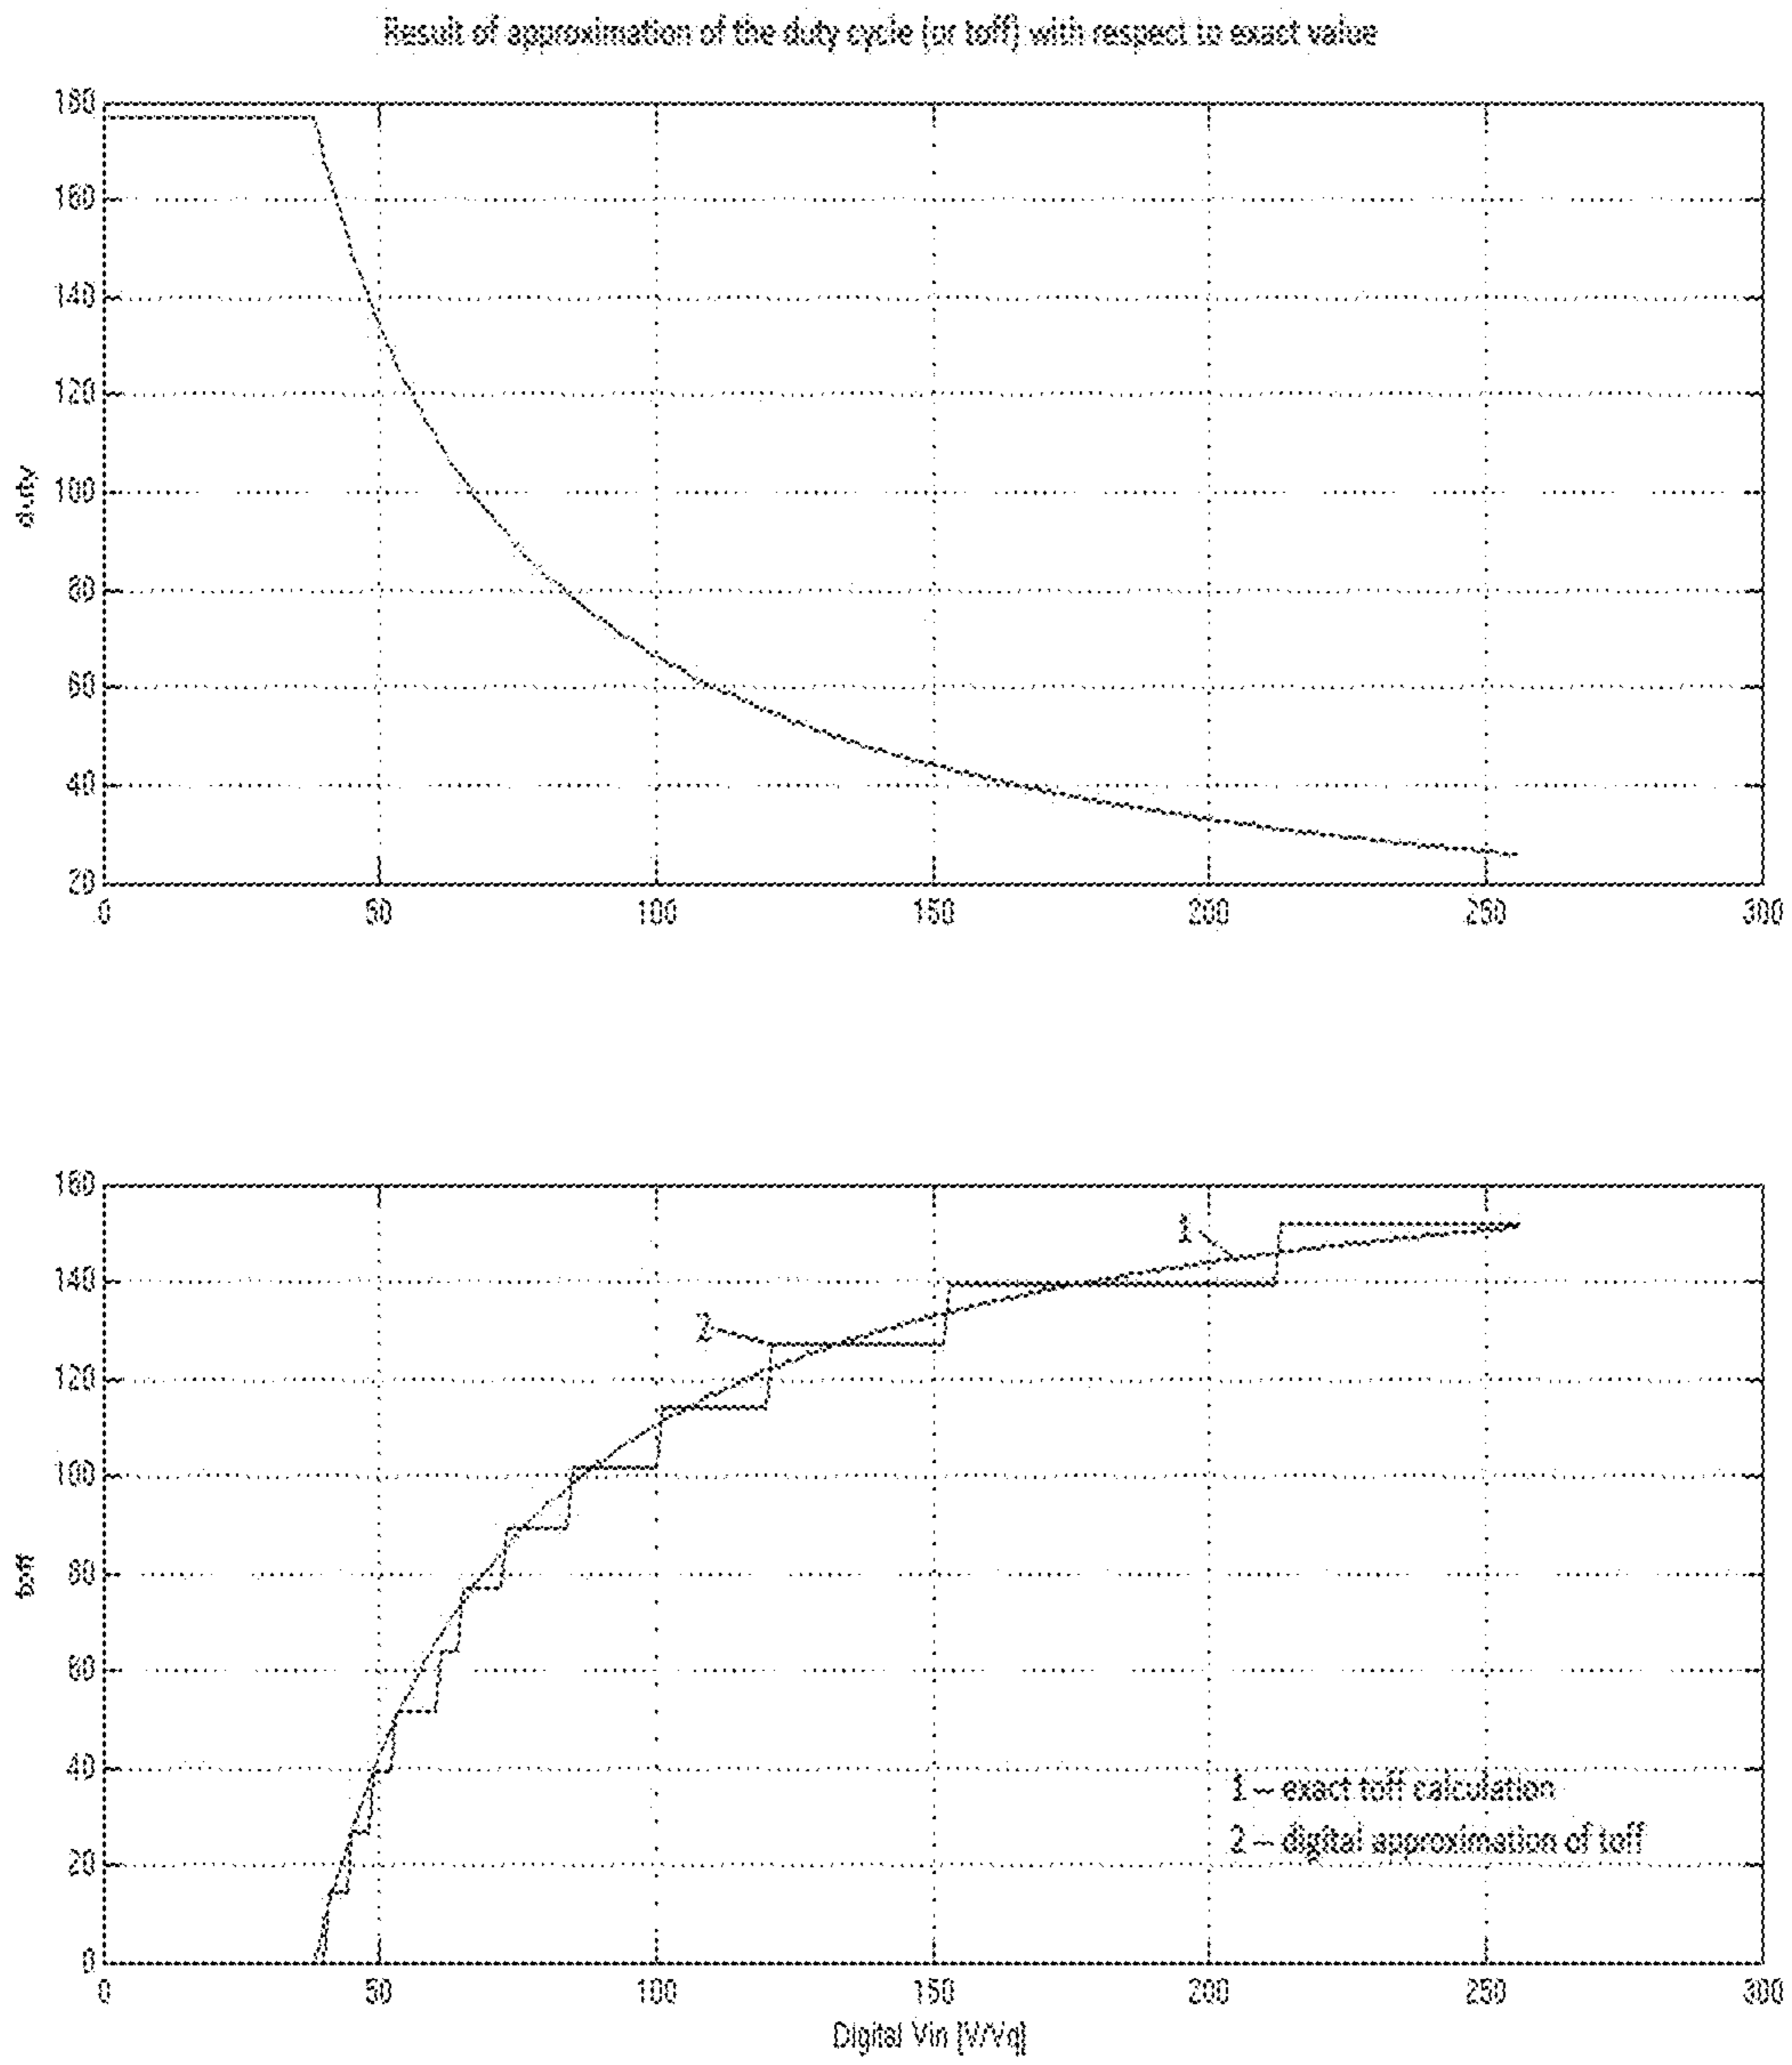 Result of approximation of the duty cycle (or toff) with respect to exact value
180
160
140
120
100
80
60
40
20
duty
0 50 100 150 200 250 300
160
140
120
100
80
60
40
20
0
toff
1
2
1 – exact toff calculation
2 – digital approximation of toff
0 50 100 150 200 250 300
Digital Vin [V/Vq]